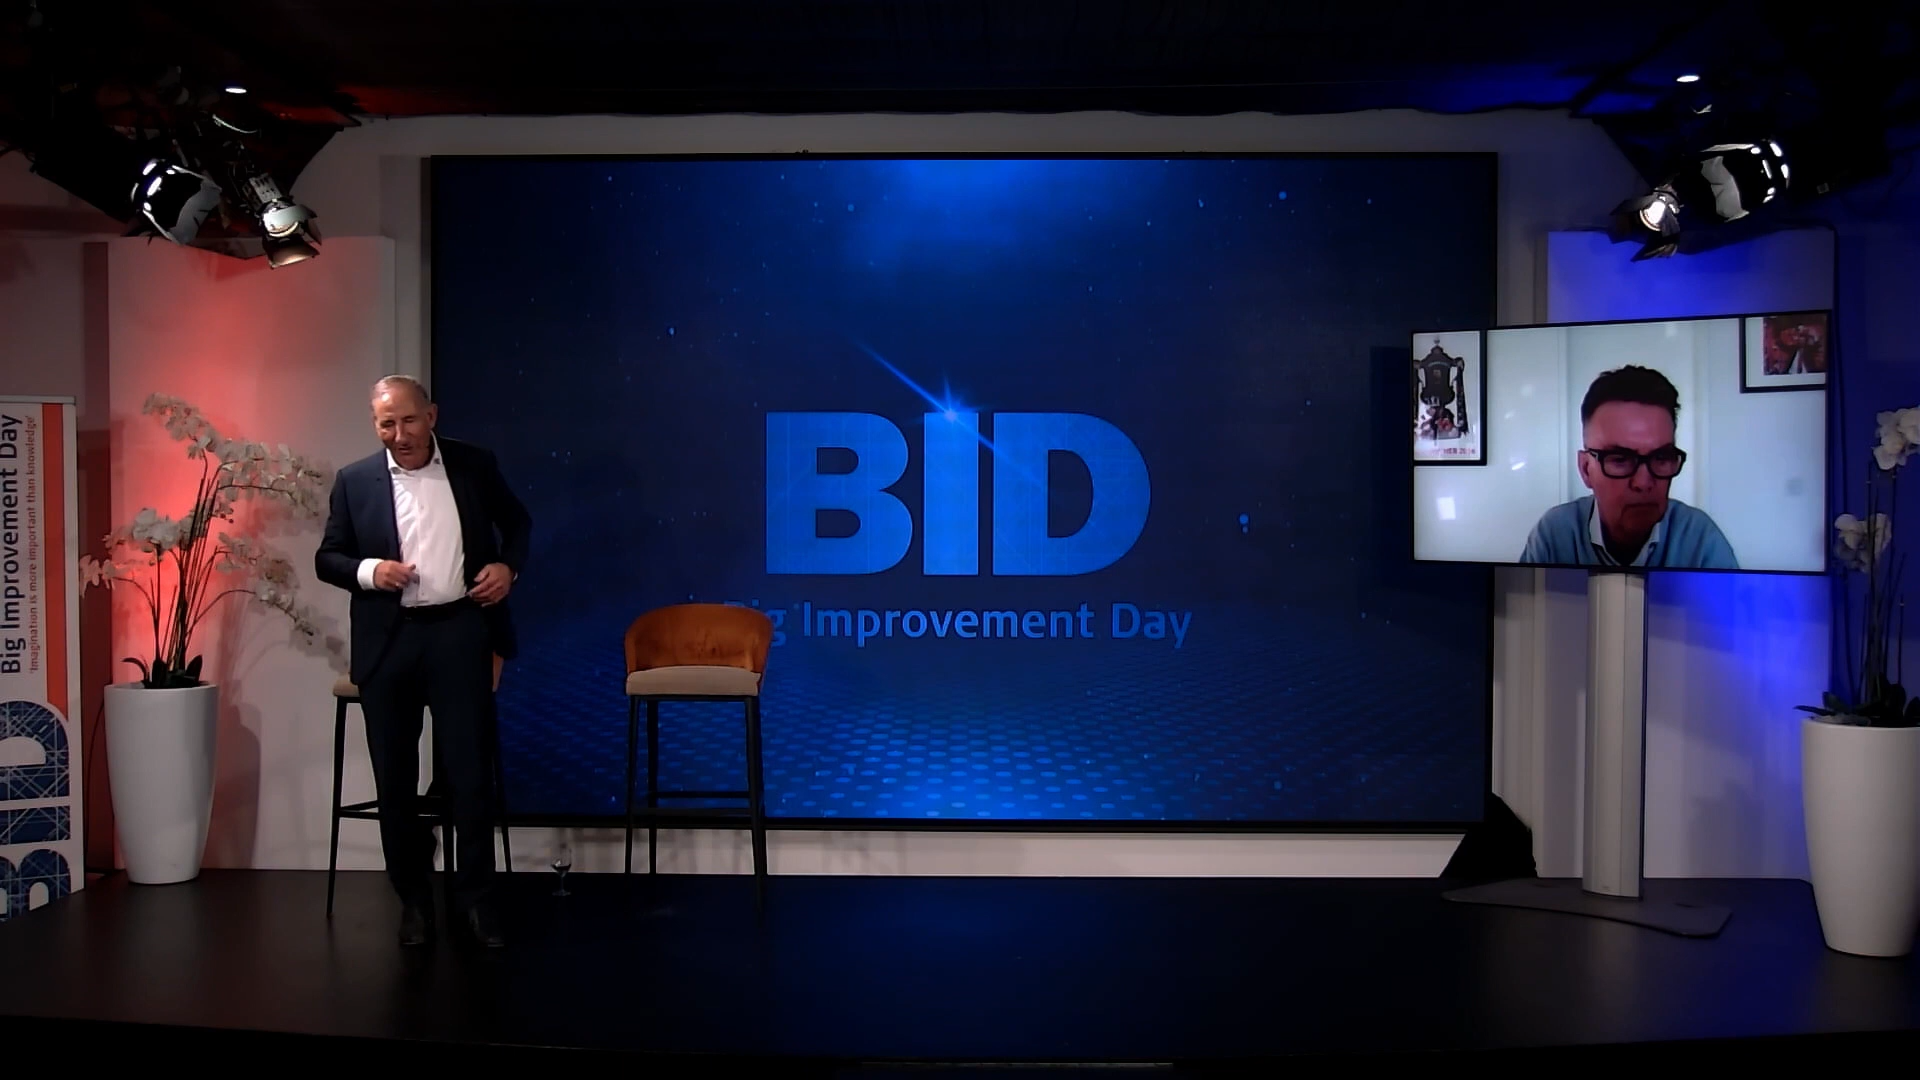 Big Improvement Day
'Imagination is more important than knowledge'
BID
BID
Big Improvement Day